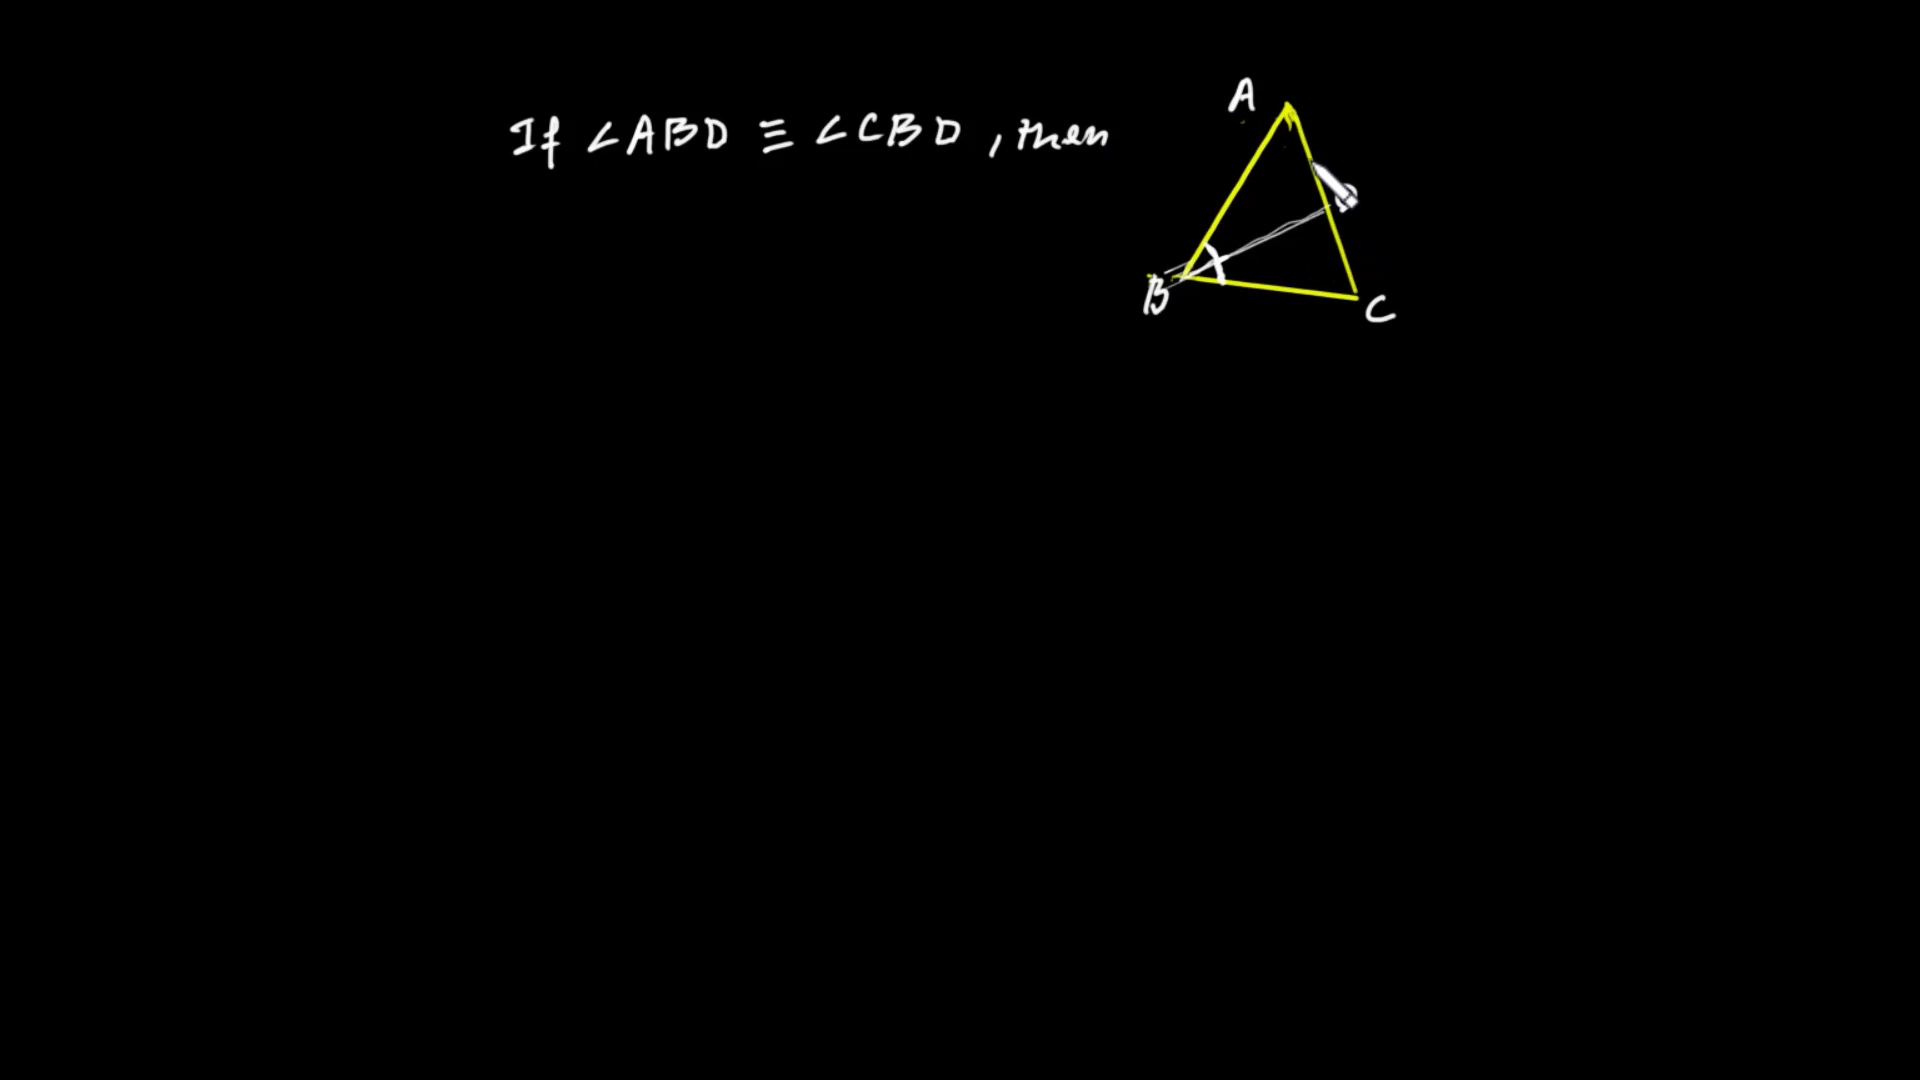 If ∠ABD ≡ ∠CBD, then
A
B
C